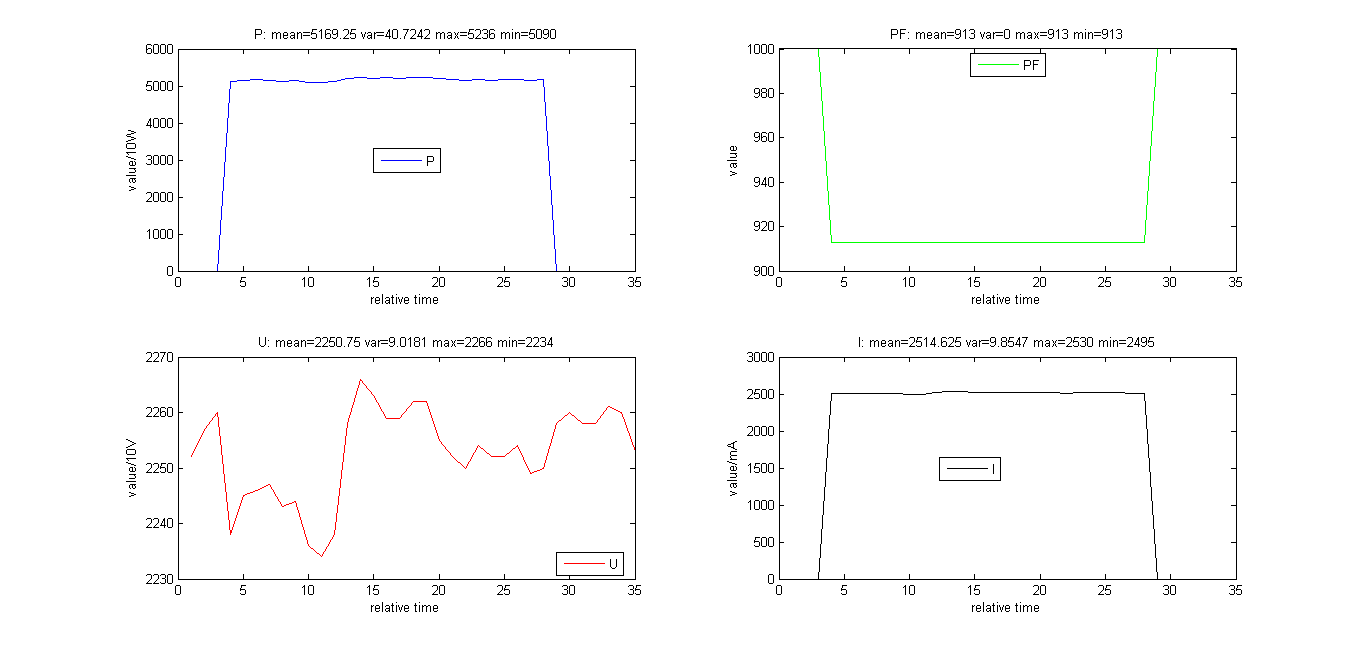 P: mean=5169.25 var=40.7242 max=5236 min=5090
6000
5000
4000
3000
2000
1000
0
value/10W
P
0 5 10 15 20 25 30 35
relative time
PF: mean=913 var=0 max=913 min=913
1000
980
960
940
920
900
value
PF
0 5 10 15 20 25 30 35
relative time
U: mean=2250.75 var=9.0181 max=2266 min=2234
2270
2260
2250
2240
2230
value/10V
U
0 5 10 15 20 25 30 35
relative time
I: mean=2514.625 var=9.8547 max=2530 min=2495
3000
2500
2000
1500
1000
500
0
value/mA
I
0 5 10 15 20 25 30 35
relative time